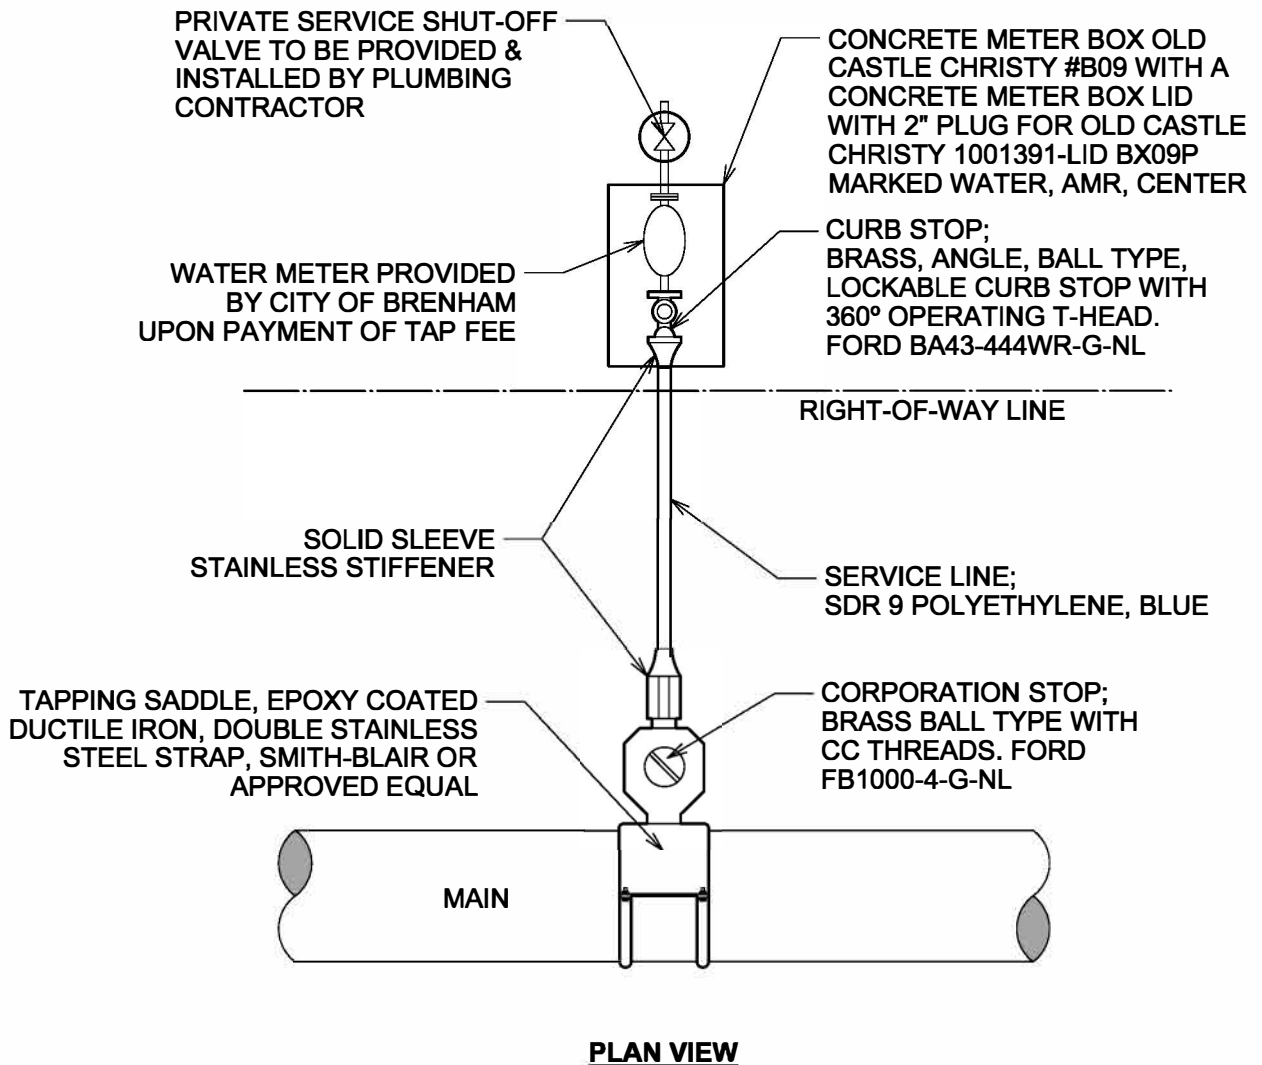 PRIVATE SERVICE SHUT-OFF
VALVE TO BE PROVIDED &
INSTALLED BY PLUMBING
CONTRACTOR
CONCRETE METER BOX OLD
CASTLE CHRISTY #B09 WITH A
CONCRETE METER BOX LID
WITH 2" PLUG FOR OLD CASTLE
CHRISTY 1001391-LID BX09P
MARKED WATER, AMR, CENTER
WATER METER PROVIDED
BY CITY OF BRENHAM
UPON PAYMENT OF TAP FEE
CURB STOP;
BRASS, ANGLE, BALL TYPE,
LOCKABLE CURB STOP WITH
360º OPERATING T-HEAD.
FORD BA43-444WR-G-NL
RIGHT-OF-WAY LINE
SOLID SLEEVE
STAINLESS STIFFENER
SERVICE LINE;
SDR 9 POLYETHYLENE, BLUE
TAPPING SADDLE, EPOXY COATED
DUCTILE IRON, DOUBLE STAINLESS
STEEL STRAP, SMITH-BLAIR OR
APPROVED EQUAL
CORPORATION STOP;
BRASS BALL TYPE WITH
CC THREADS. FORD
FB1000-4-G-NL
MAIN
PLAN VIEW